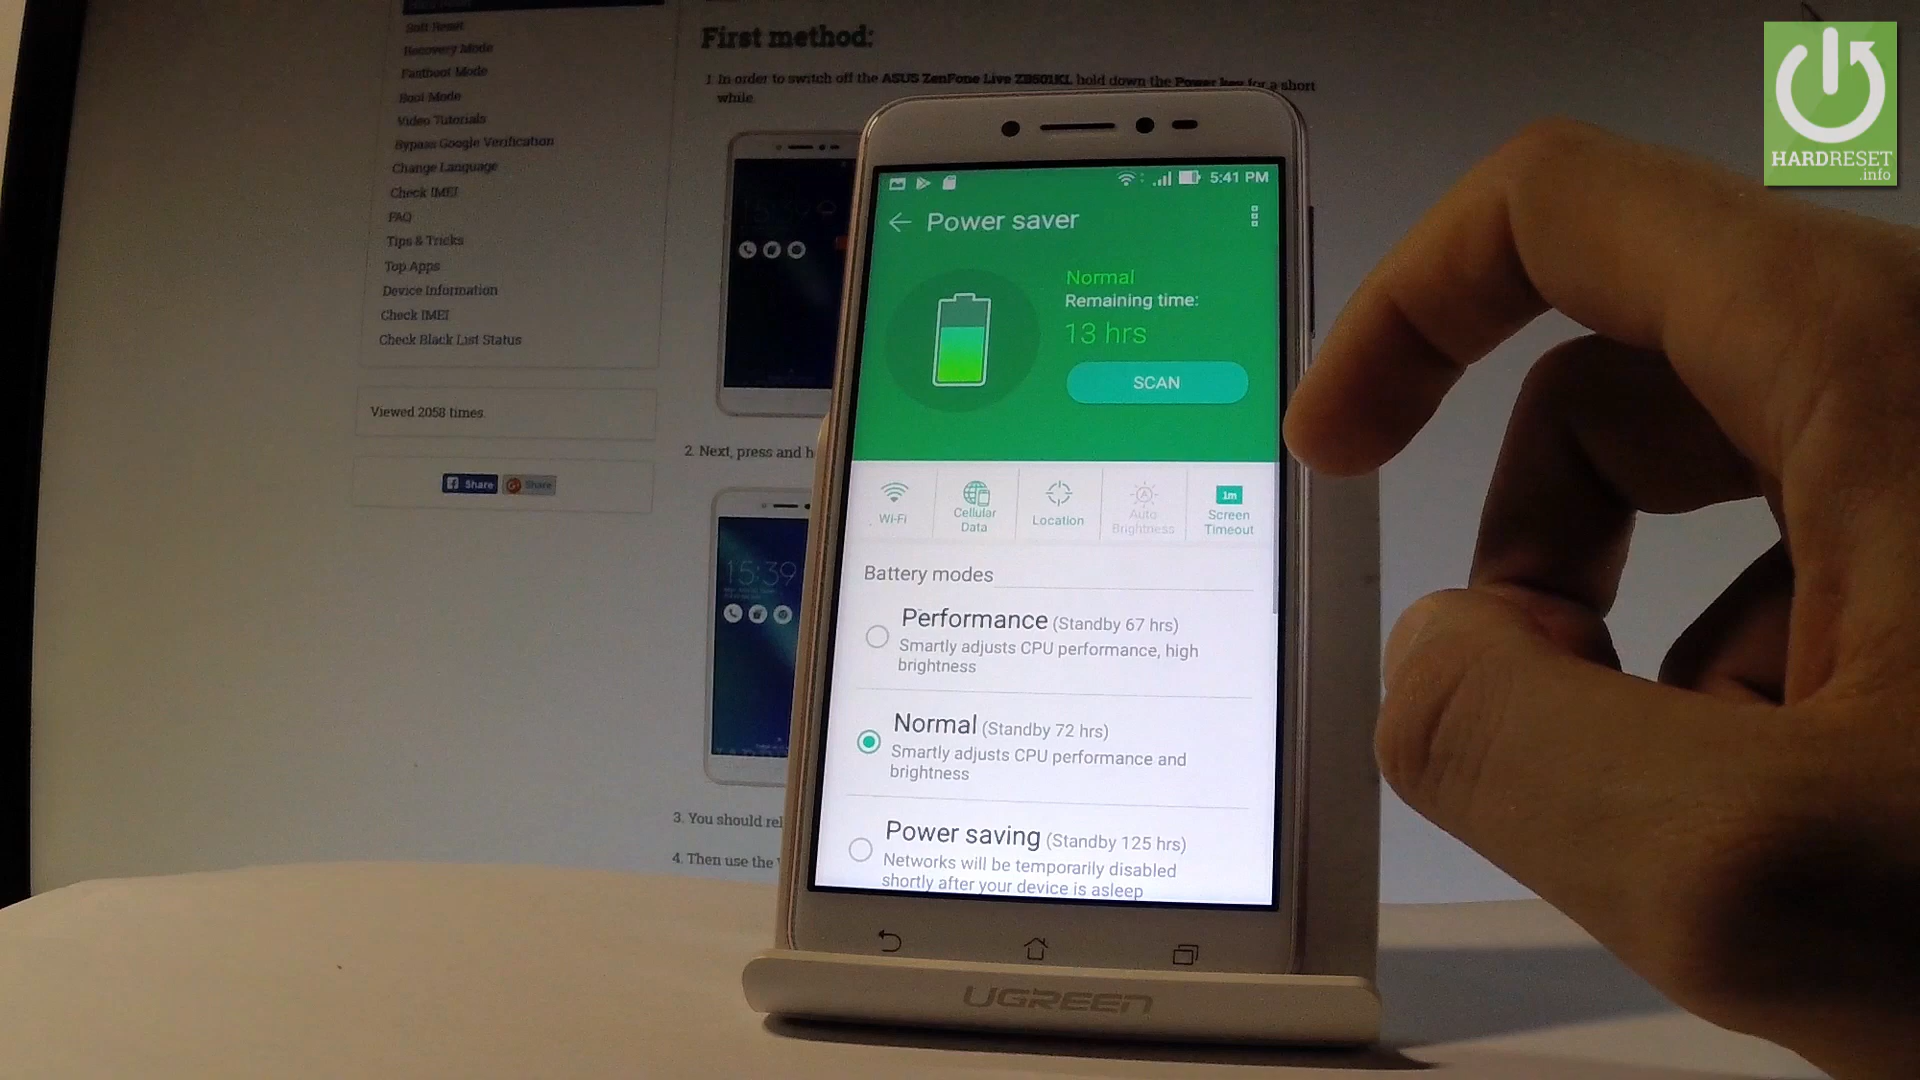 Soft Reset
Recovery Mode
Fastboot Mode
Boot Mode
Video Tutorials
Bypass Google Verification
Change Language
Check IMEI
FAQ
Tips & Tricks
Top Apps
Device Information
Check IMEI
Check Black List Status
Viewed 2058 times
Share
Share
First method:
1 In order to switch off the ASUS ZenFone Live ZB501KL hold down the Power key for a short
while
2. Next, press and h
15:39
3. You should rel
4. Then use the
5:41 PM
Power saver
Normal
Remaining time:
13 hrs
SCAN
Wi-Fi
Cellular
Data
Location
Auto
Brightness
1m
Screen
Timeout
Battery modes
Performance (Standby 67 hrs)
Smartly adjusts CPU performance, high
brightness
Normal (Standby 72 hrs)
Smartly adjusts CPU performance and
brightness
Power saving (Standby 125 hrs)
Networks will be temporarily disabled
shortly after your device is asleep
UGREEN
HARDRESET
.info